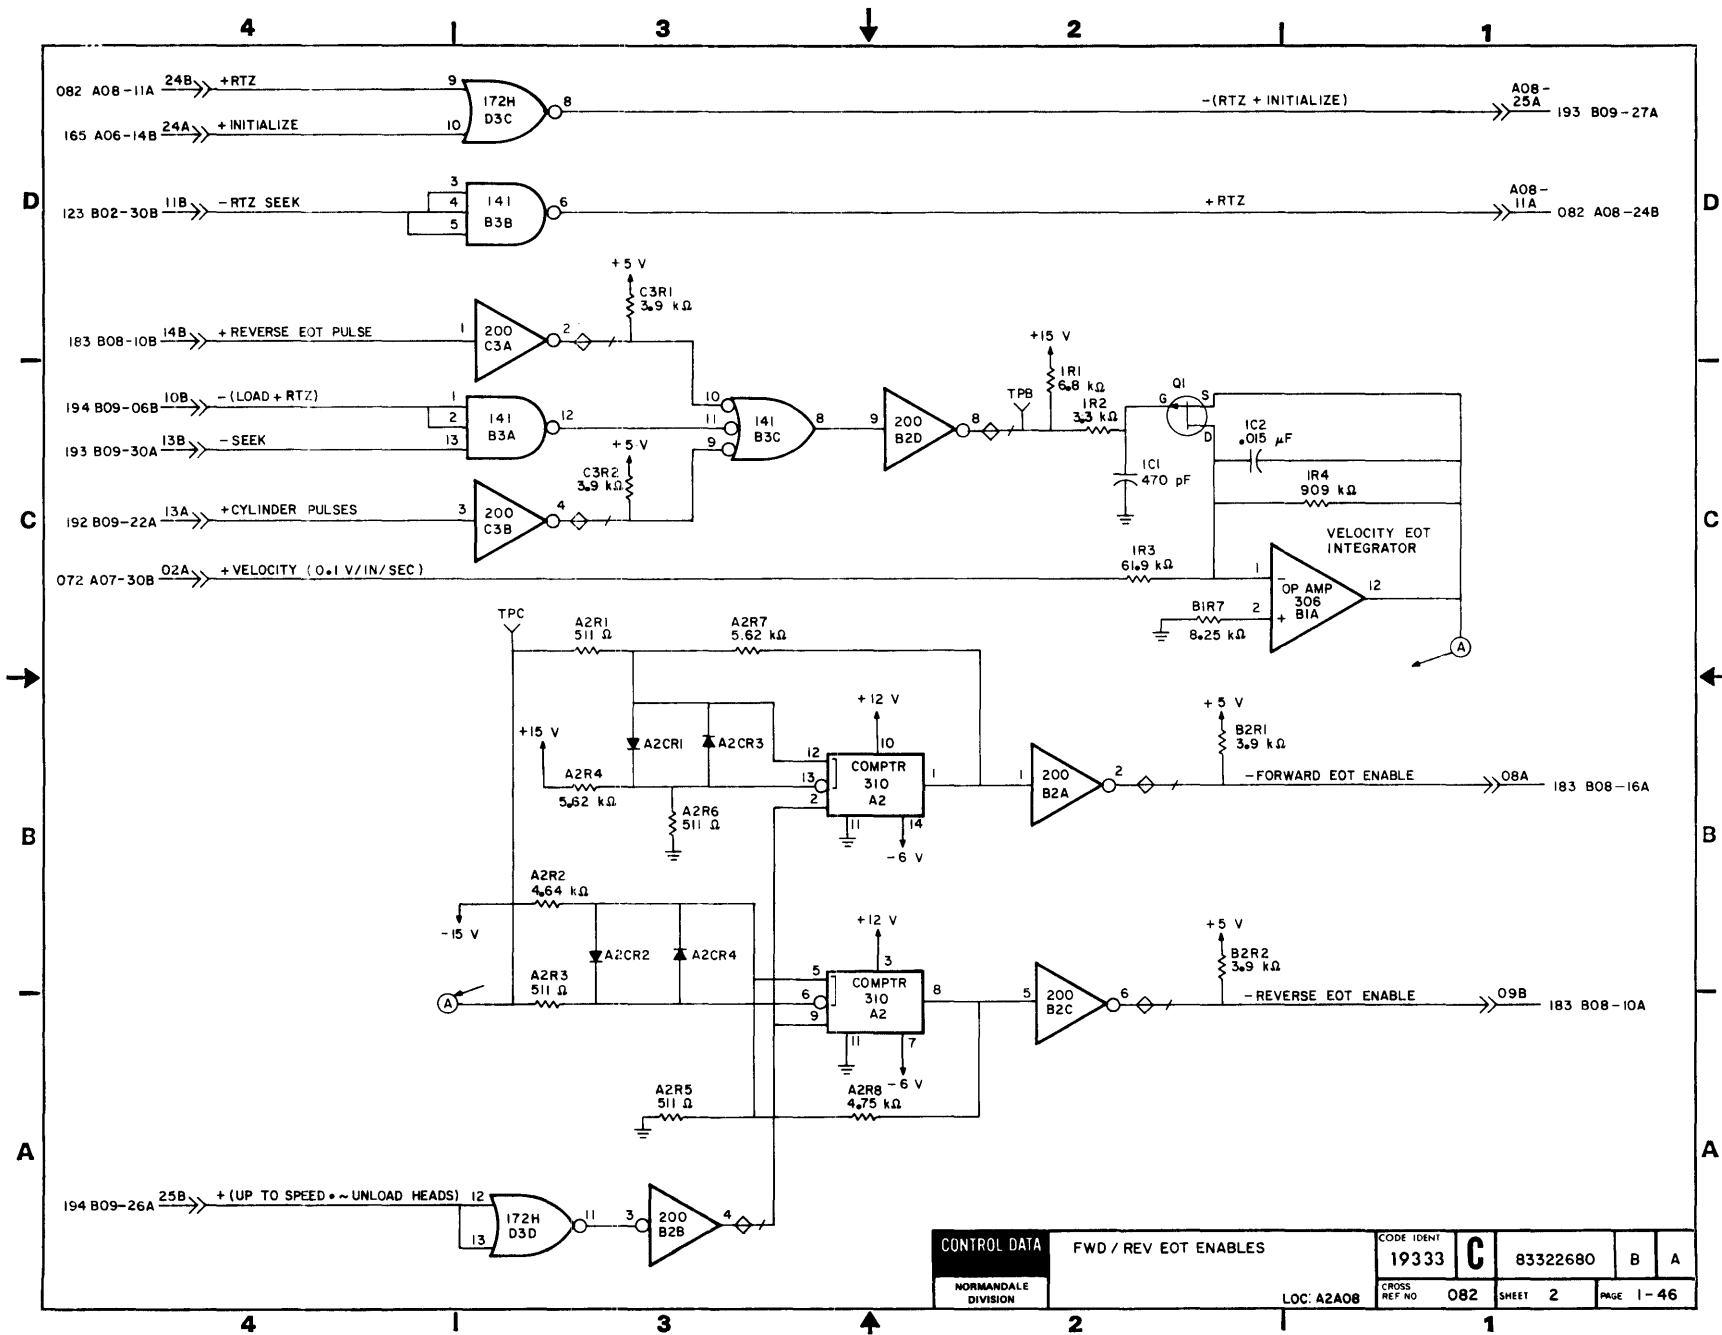 4 3 2 1
082 A08-11A 24B +RTZ 9 172H D3C 8 -(RTZ + INITIALIZE) A08-25A 193 B09-27A
165 A06-14B 24A +INITIALIZE 10
D D
123 B02-30B 11B -RTZ SEEK 3 4 5 141 B3B 6 +RTZ A08-11A 082 A08-24B
+5 V
C3R1
3.9 kΩ
183 B08-10B 14B +REVERSE EOT PULSE 1 200 C3A 2
+15 V
1R1
6.8 kΩ
194 B09-06B 10B -(LOAD + RTZ) 1 2 141 B3A 12
193 B09-30A 13B -SEEK 13
10 11 9 141 B3C 8
9 200 B2D 8
TPB
1R2
3.3 kΩ
Q1 G S D
1C2
.015 µF
1C1
470 pF
1R4
909 kΩ
+5 V
C3R2
3.9 kΩ
C C
192 B09-22A 13A +CYLINDER PULSES 3 200 C3B 4
VELOCITY EOT
INTEGRATOR
072 A07-30B 02A +VELOCITY (0.1 V/IN/SEC)
1R3
61.9 kΩ
1 - OP AMP 306 B1A 12
2 +
B1R7
8.25 kΩ
A
TPC
A2R1
511 Ω
A2R7
5.62 kΩ
+12 V
+15 V
A2CR1 A2CR3
A2R4
5.62 kΩ
A2R6
511 Ω
12 13 2 10 COMPTR 310 A2 1 11 14
-6 V
1 200 B2A 2
+5 V
B2R1
3.9 kΩ
-FORWARD EOT ENABLE 08A 183 B08-16A
B B
A2R2
4.64 kΩ
-15 V
A2CR2 A2CR4
A2R3
511 Ω
A
+12 V
5 6 9 3 COMPTR 310 A2 8 11 7
-6 V
5 200 B2C 6
+5 V
B2R2
3.9 kΩ
-REVERSE EOT ENABLE 09B 183 B08-10A
A2R5
511 Ω
A2R8
4.75 kΩ
A A
194 B09-26A 25B +(UP TO SPEED • ~ UNLOAD HEADS) 12 13 172H D3D 11 3 200 B2B 4
CONTROL DATA
NORMANDALE
DIVISION
FWD / REV EOT ENABLES
LOC: A2A08
CODE IDENT
19333 C 83322680 B A
CROSS
REF NO 082 SHEET 2 PAGE 1-46
4 3 2 1